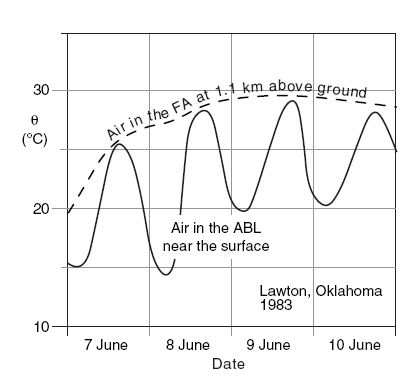 30
θ
(°C)
20
10
Air in the FA at 1.1 km above ground
Air in the ABL
near the surface
Lawton, Oklahoma
1983
7 June 8 June 9 June 10 June
Date